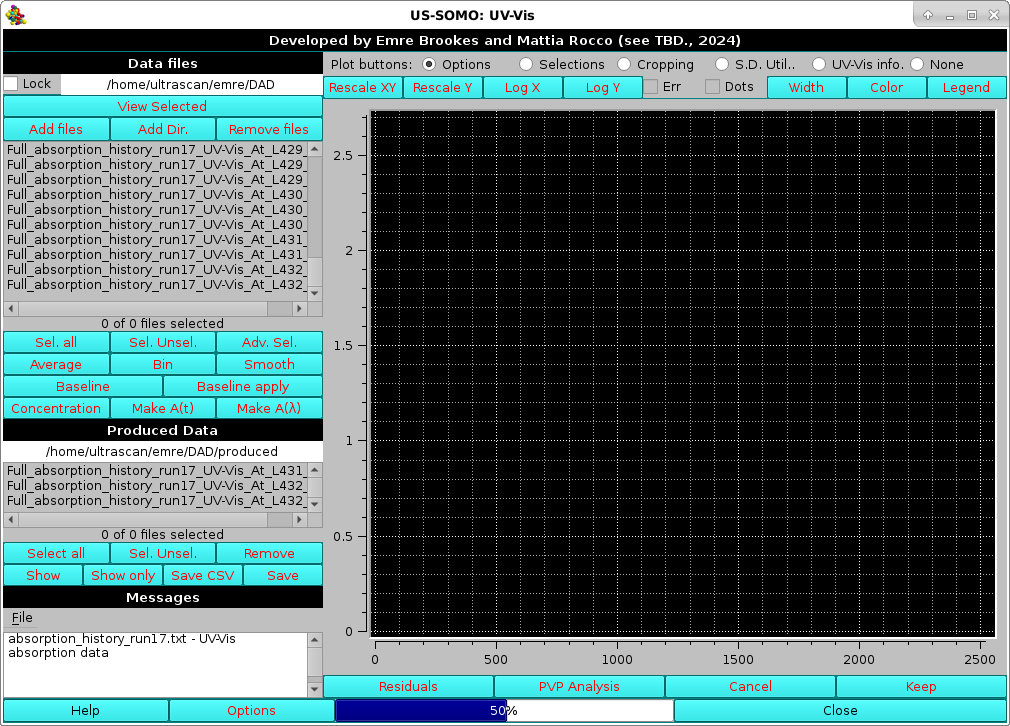 US-SOMO: UV-Vis
Developed by Emre Brookes and Mattia Rocco (see TBD., 2024)
Data files
Lock /home/ultrascan/emre/DAD
View Selected
Add files Add Dir. Remove files
Full_absorption_history_run17_UV-Vis_At_L429_
Full_absorption_history_run17_UV-Vis_At_L429_
Full_absorption_history_run17_UV-Vis_At_L429_
Full_absorption_history_run17_UV-Vis_At_L430_
Full_absorption_history_run17_UV-Vis_At_L430_
Full_absorption_history_run17_UV-Vis_At_L430_
Full_absorption_history_run17_UV-Vis_At_L431_
Full_absorption_history_run17_UV-Vis_At_L431_
Full_absorption_history_run17_UV-Vis_At_L432_
Full_absorption_history_run17_UV-Vis_At_L432_
0 of 0 files selected
Sel. all Sel. Unsel. Adv. Sel.
Average Bin Smooth
Baseline Baseline apply
Concentration Make A(t) Make A(λ)
Produced Data
/home/ultrascan/emre/DAD/produced
Full_absorption_history_run17_UV-Vis_At_L431_
Full_absorption_history_run17_UV-Vis_At_L432_
Full_absorption_history_run17_UV-Vis_At_L432_
0 of 0 files selected
Select all Sel. Unsel. Remove
Show Show only Save CSV Save
Messages
File
absorption_history_run17.txt - UV-Vis
absorption data
Plot buttons: Options Selections Cropping S.D. Util.. UV-Vis info. None
Rescale XY Rescale Y Log X Log Y Err Dots Width Color Legend
2.5
2
1.5
1
0.5
0
0 500 1000 1500 2000 2500
Residuals PVP Analysis Cancel Keep
Help Options 50% Close